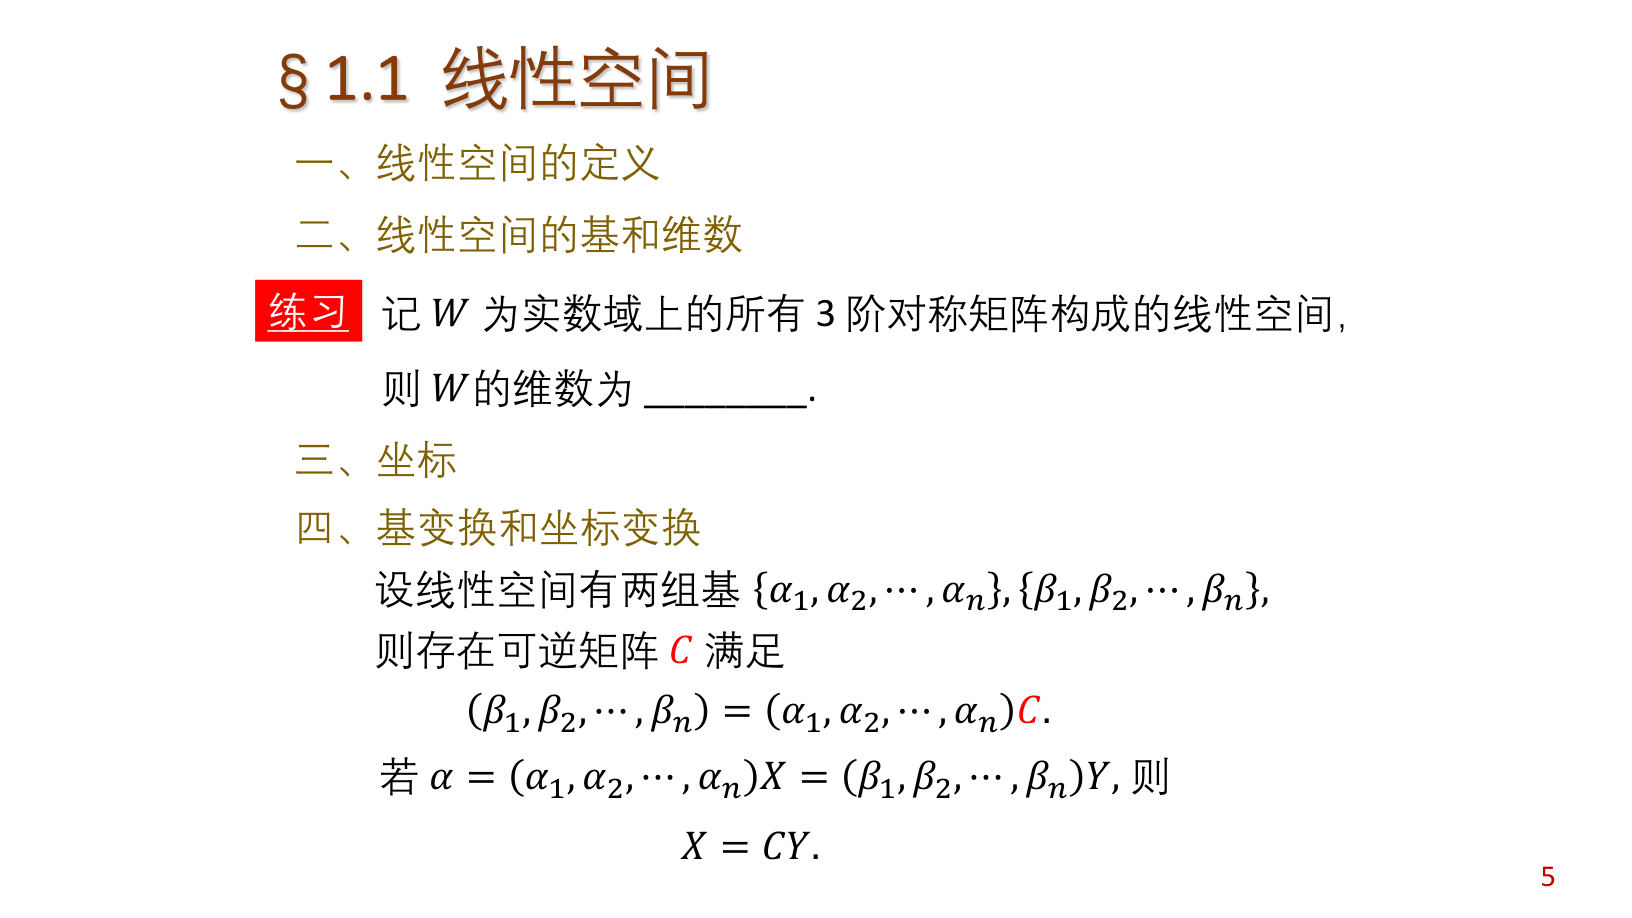 §1.1 线性空间
一、线性空间的定义
二、线性空间的基和维数
练习 记 W 为实数域上的所有 3 阶对称矩阵构成的线性空间,
则 W 的维数为 ________.
三、坐标
四、基变换和坐标变换
设线性空间有两组基 {α₁, α₂, ⋯, αₙ}, {β₁, β₂, ⋯, βₙ},
则存在可逆矩阵 C 满足
(β₁, β₂, ⋯, βₙ) = (α₁, α₂, ⋯, αₙ)C.
若 α = (α₁, α₂, ⋯, αₙ)X = (β₁, β₂, ⋯, βₙ)Y, 则
X = CY.
5